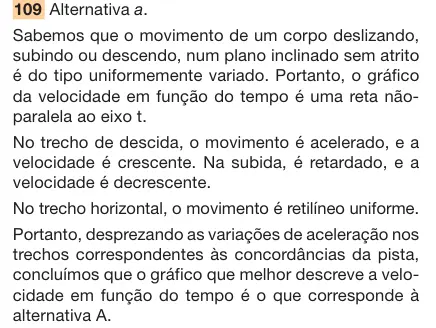 109 Alternativa a.
Sabemos que o movimento de um corpo deslizando,
subindo ou descendo, num plano inclinado sem atrito
é do tipo uniformemente variado. Portanto, o gráfico
da velocidade em função do tempo é uma reta não-
paralela ao eixo t.
No trecho de descida, o movimento é acelerado, e a
velocidade é crescente. Na subida, é retardado, e a
velocidade é decrescente.
No trecho horizontal, o movimento é retilíneo uniforme.
Portanto, desprezando as variações de aceleração nos
trechos correspondentes às concordâncias da pista,
concluímos que o gráfico que melhor descreve a velo-
cidade em função do tempo é o que corresponde à
alternativa A.